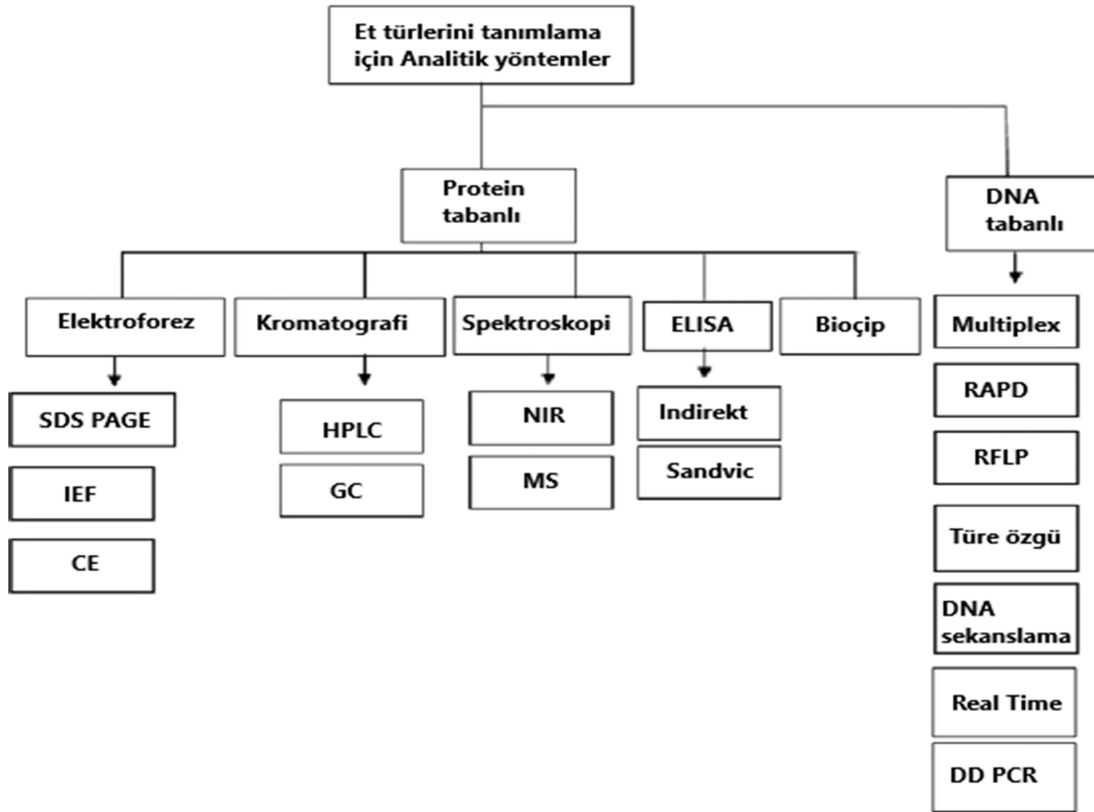 Et türlerini tanımlama
için Analitik yöntemler
Protein
tabanlı
DNA
tabanlı
Elektroforez
Kromatografi
Spektroskopi
ELISA
Bioçip
Multiplex
SDS PAGE
HPLC
NIR
Indirekt
RAPD
IEF
GC
MS
Sandvic
RFLP
CE
Türe özgü
DNA
sekanslama
Real Time
DD PCR